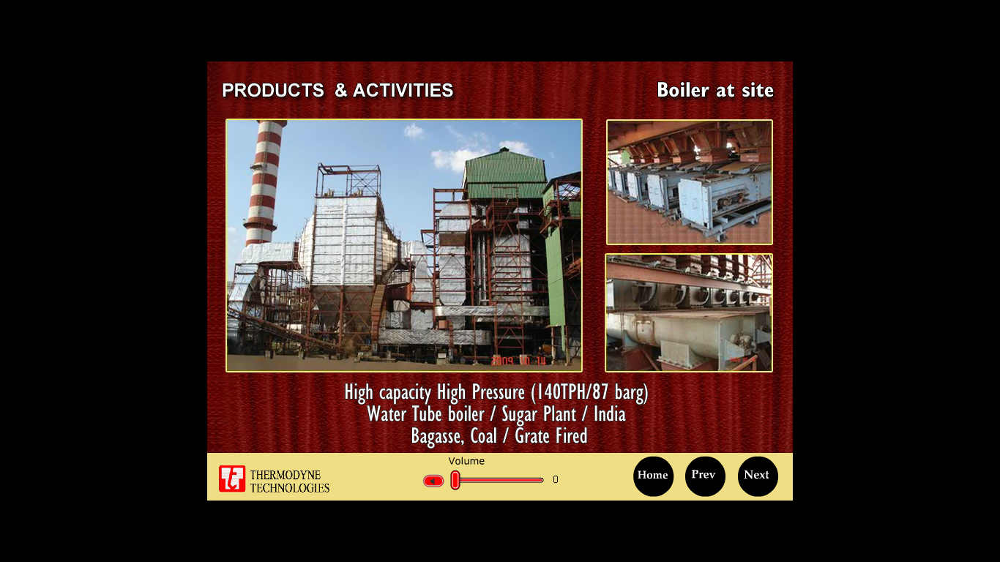 PRODUCTS & ACTIVITIES
Boiler at site
High capacity High Pressure (140TPH/87 barg)
Water Tube boiler / Sugar Plant / India
Bagasse, Coal / Grate Fired
THERMODYNE
TECHNOLOGIES
Volume
0
Home
Prev
Next